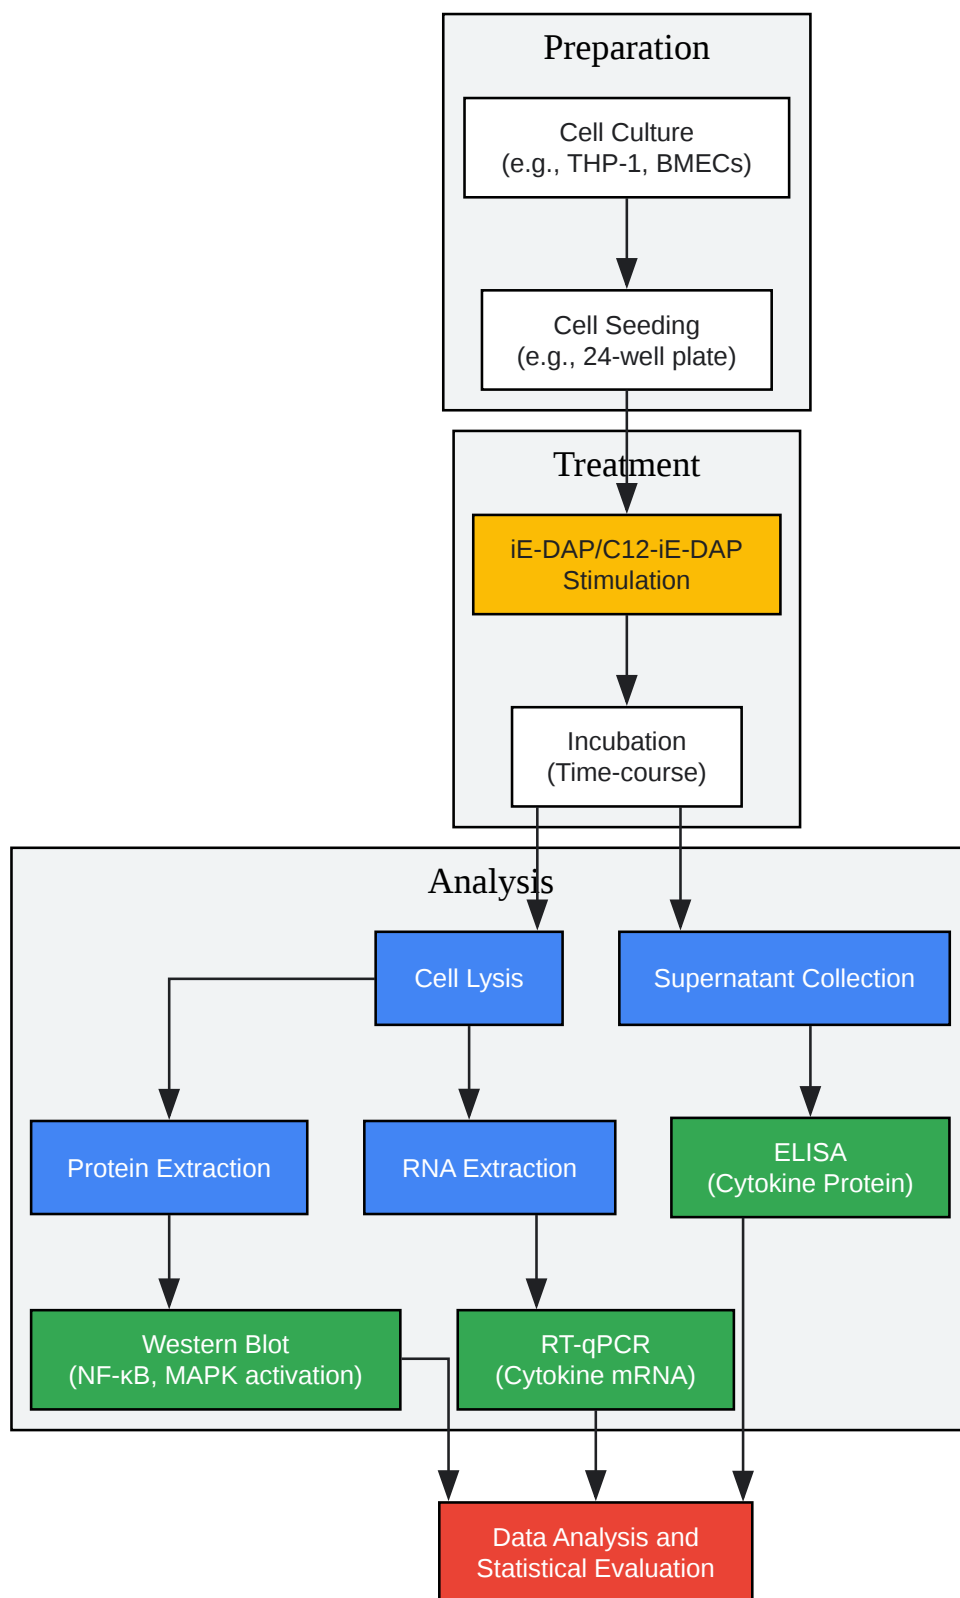 Preparation
Cell Culture
(e.g., THP-1, BMECs)
Cell Seeding
(e.g., 24-well plate)
Treatment
iE-DAP/C12-iE-DAP
Stimulation
Incubation
(Time-course)
Analysis
Cell Lysis
Supernatant Collection
Protein Extraction
RNA Extraction
ELISA
(Cytokine Protein)
Western Blot
(NF-κB, MAPK activation)
RT-qPCR
(Cytokine mRNA)
Data Analysis and
Statistical Evaluation